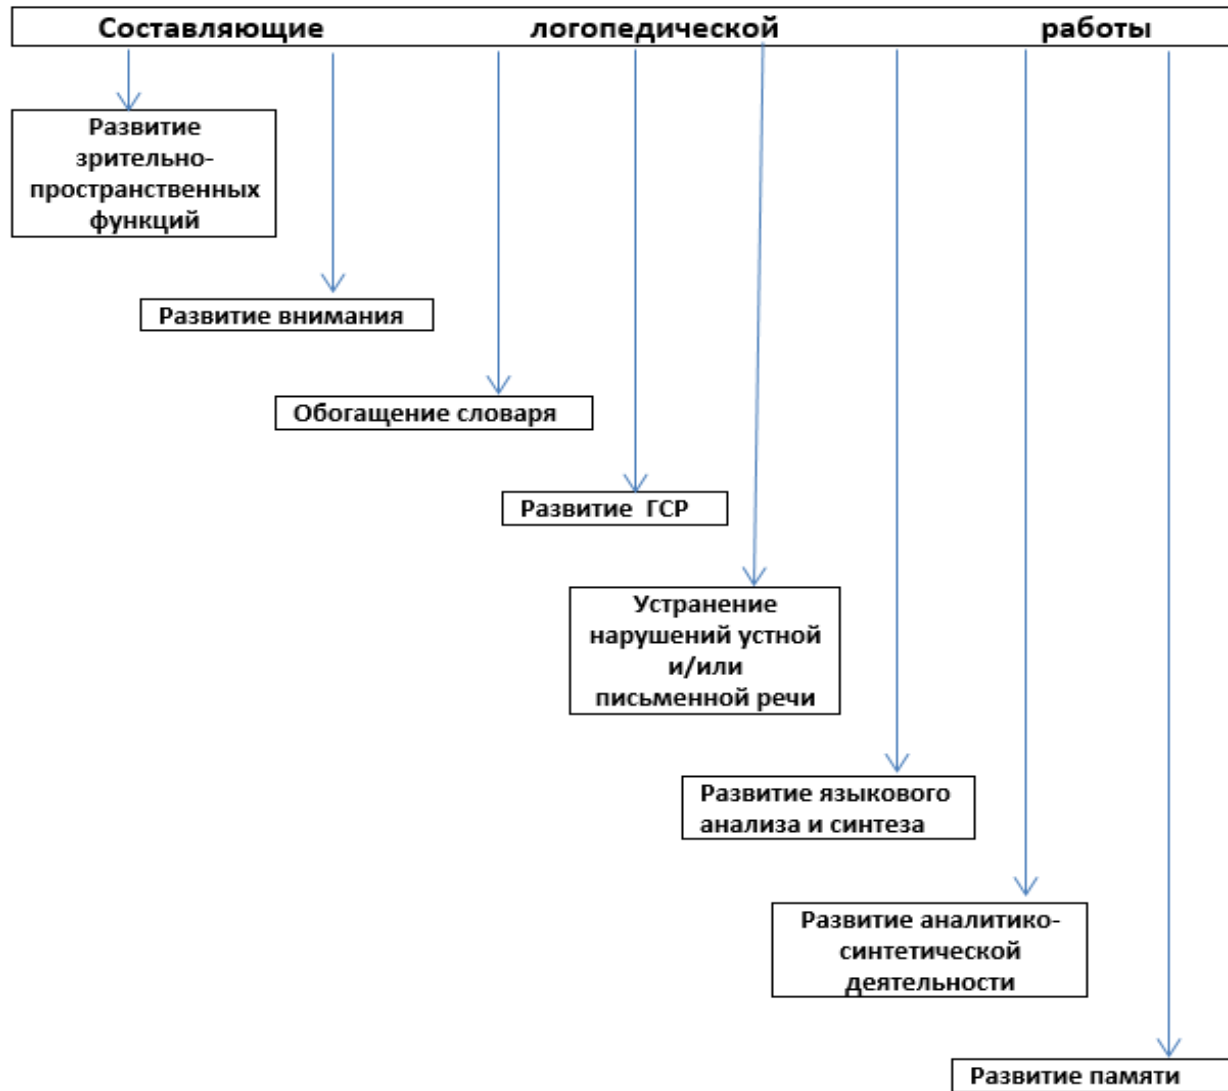 Составляющие логопедической работы
Развитие
зрительно-
пространственных
функций
Развитие внимания
Обогащение словаря
Развитие ГСР
Устранение
нарушений устной
и/или
письменной речи
Развитие языкового
анализа и синтеза
Развитие аналитико-
синтетической
деятельности
Развитие памяти